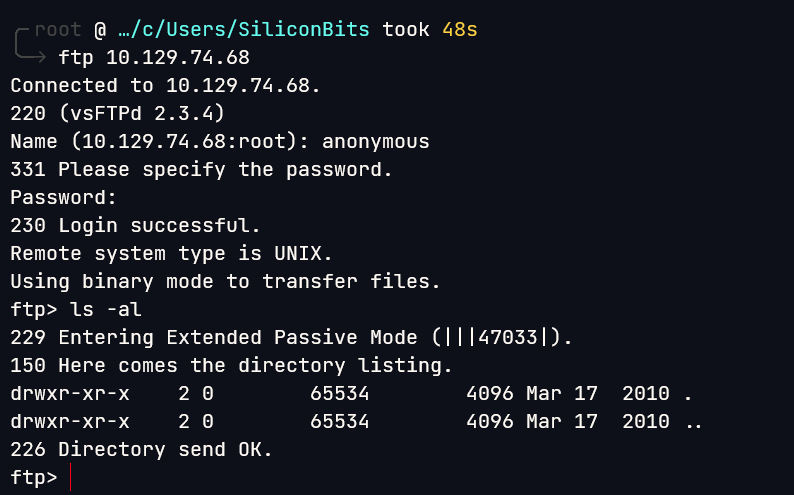 root @ …/c/Users/SiliconBits took 48s
ftp 10.129.74.68
Connected to 10.129.74.68.
220 (vsFTPd 2.3.4)
Name (10.129.74.68:root): anonymous
331 Please specify the password.
Password:
230 Login successful.
Remote system type is UNIX.
Using binary mode to transfer files.
ftp> ls -al
229 Entering Extended Passive Mode (|||47033|).
150 Here comes the directory listing.
drwxr-xr-x    2 0        65534        4096 Mar 17  2010 .
drwxr-xr-x    2 0        65534        4096 Mar 17  2010 ..
226 Directory send OK.
ftp>